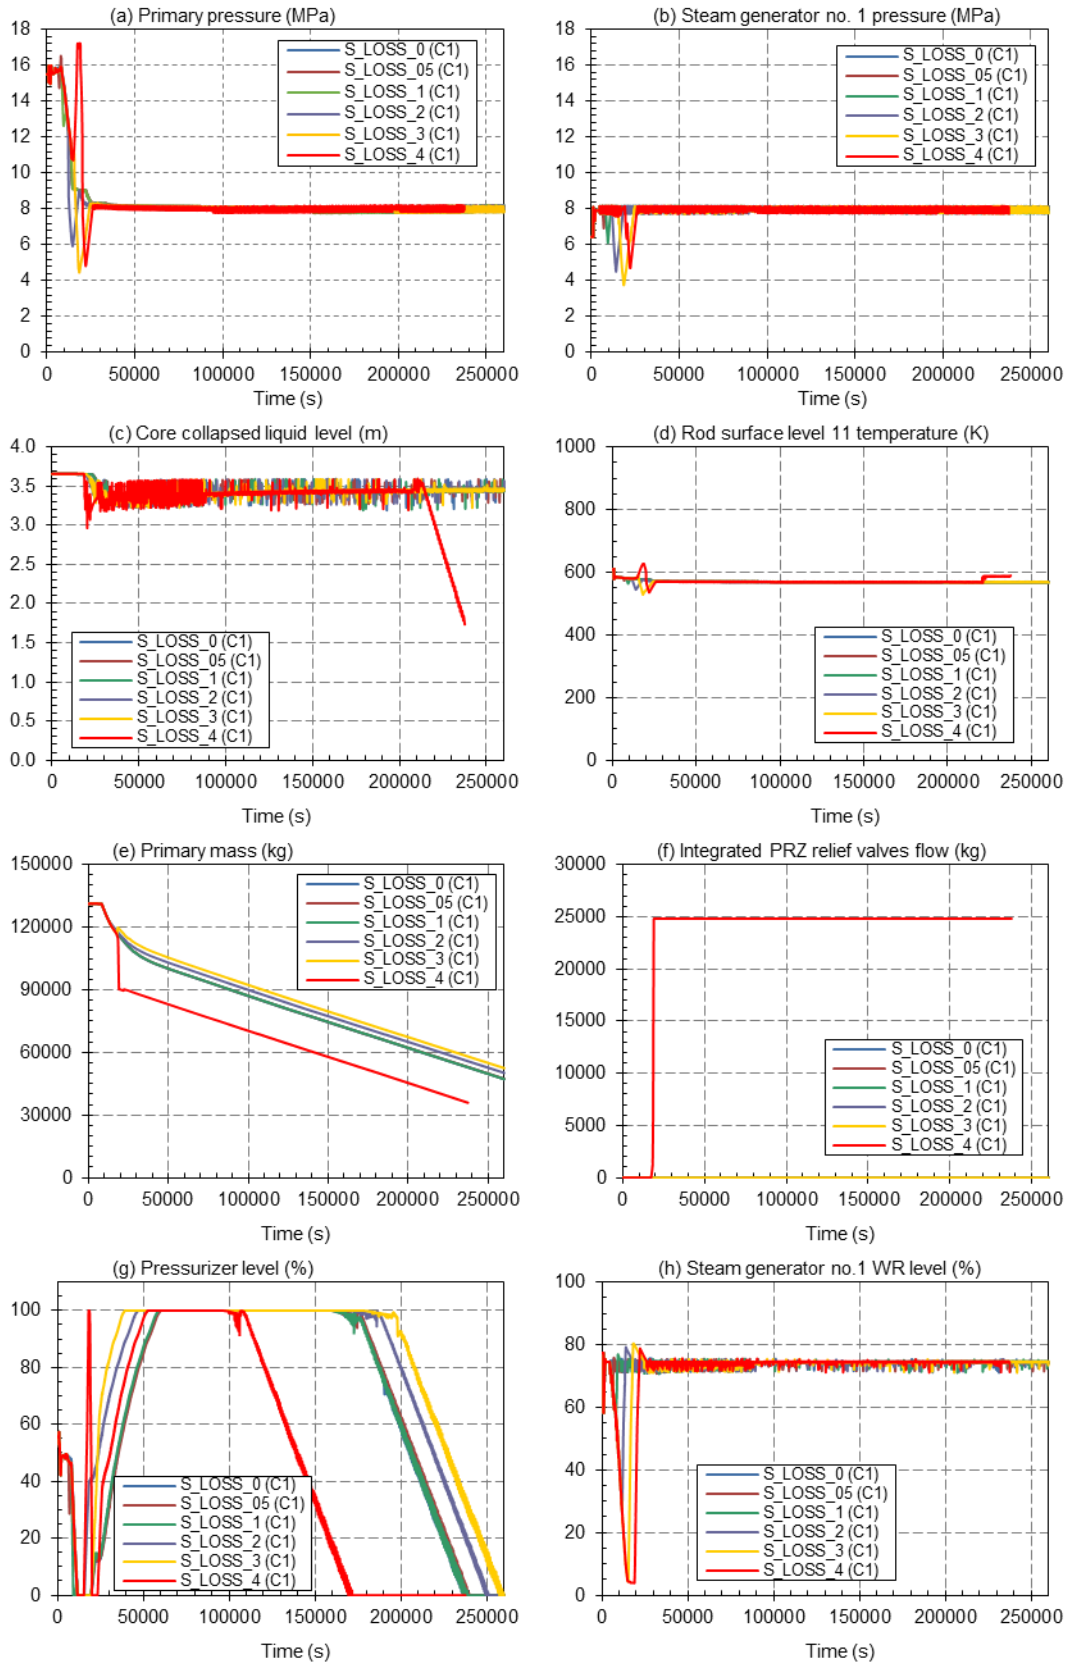 (a) Primary pressure (MPa)
18
16
14
12
10
8
6
4
2
0
S_LOSS_0 (C1)
S_LOSS_05 (C1)
S_LOSS_1 (C1)
S_LOSS_2 (C1)
S_LOSS_3 (C1)
S_LOSS_4 (C1)
0 50000 100000 150000 200000 250000
Time (s)
(b) Steam generator no. 1 pressure (MPa)
18
16
14
12
10
8
6
4
2
0
S_LOSS_0 (C1)
S_LOSS_05 (C1)
S_LOSS_1 (C1)
S_LOSS_2 (C1)
S_LOSS_3 (C1)
S_LOSS_4 (C1)
0 50000 100000 150000 200000 250000
Time (s)
(c) Core collapsed liquid level (m)
4.0
3.5
3.0
2.5
2.0
1.5
1.0
0.5
0.0
S_LOSS_0 (C1)
S_LOSS_05 (C1)
S_LOSS_1 (C1)
S_LOSS_2 (C1)
S_LOSS_3 (C1)
S_LOSS_4 (C1)
0 50000 100000 150000 200000 250000
Time (s)
(d) Rod surface level 11 temperature (K)
1000
800
600
400
200
0
S_LOSS_0 (C1)
S_LOSS_05 (C1)
S_LOSS_1 (C1)
S_LOSS_2 (C1)
S_LOSS_3 (C1)
S_LOSS_4 (C1)
0 50000 100000 150000 200000 250000
Time (s)
(e) Primary mass (kg)
150000
120000
90000
60000
30000
0
S_LOSS_0 (C1)
S_LOSS_05 (C1)
S_LOSS_1 (C1)
S_LOSS_2 (C1)
S_LOSS_3 (C1)
S_LOSS_4 (C1)
0 50000 100000 150000 200000 250000
Time (s)
(f) Integrated PRZ relief valves flow (kg)
30000
25000
20000
15000
10000
5000
0
S_LOSS_0 (C1)
S_LOSS_05 (C1)
S_LOSS_1 (C1)
S_LOSS_2 (C1)
S_LOSS_3 (C1)
S_LOSS_4 (C1)
0 50000 100000 150000 200000 250000
Time (s)
(g) Pressurizer level (%)
100
80
60
40
20
0
S_LOSS_0 (C1)
S_LOSS_05 (C1)
S_LOSS_1 (C1)
S_LOSS_2 (C1)
S_LOSS_3 (C1)
S_LOSS_4 (C1)
0 50000 100000 150000 200000 250000
Time (s)
(h) Steam generator no.1 WR level (%)
100
80
60
40
20
0
S_LOSS_0 (C1)
S_LOSS_05 (C1)
S_LOSS_1 (C1)
S_LOSS_2 (C1)
S_LOSS_3 (C1)
S_LOSS_4 (C1)
0 50000 100000 150000 200000 250000
Time (s)